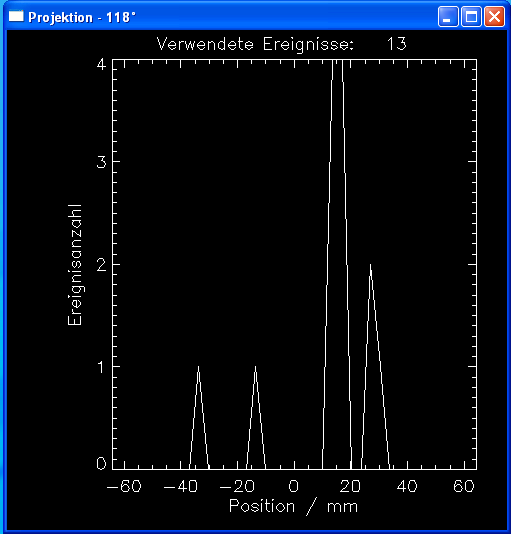 Projektion - 118°
Verwendete Ereignisse: 13
4
3
2
1
0
Ereignisanzahl
-60 -40 -20 0 20 40 60
Position / mm